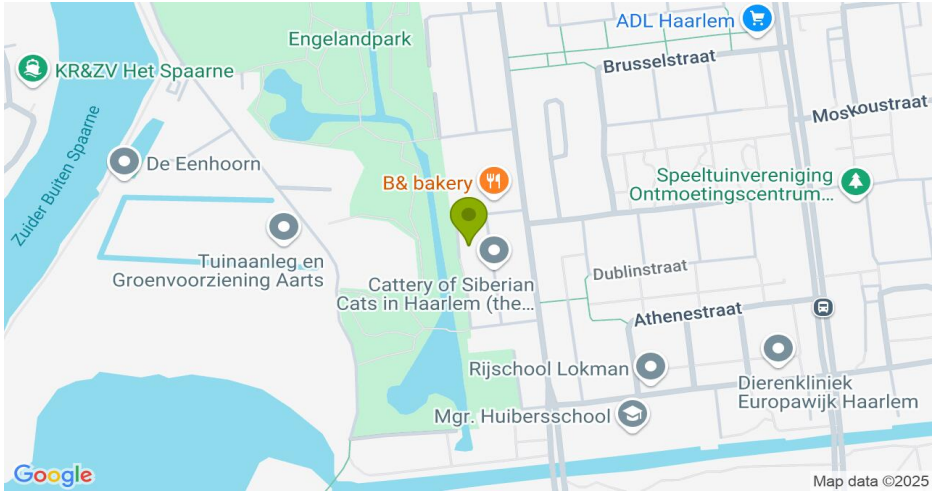 ADL Haarlem
Engelandpark
Brusselstraat
KR&ZV Het Spaarne
Moskoustraat
Zuider Buiten Spaarne
De Eenhoorn
B& bakery
Speeltuinvereniging
Ontmoetingscentrum...
Tuinaanleg en
Groenvoorziening Aarts
Cattery of Siberian
Cats in Haarlem (the...
Dublinstraat
Athenestraat
Rijschool Lokman
Dierenkliniek
Europawijk Haarlem
Mgr. Huibersschool
Google
Map data ©2025